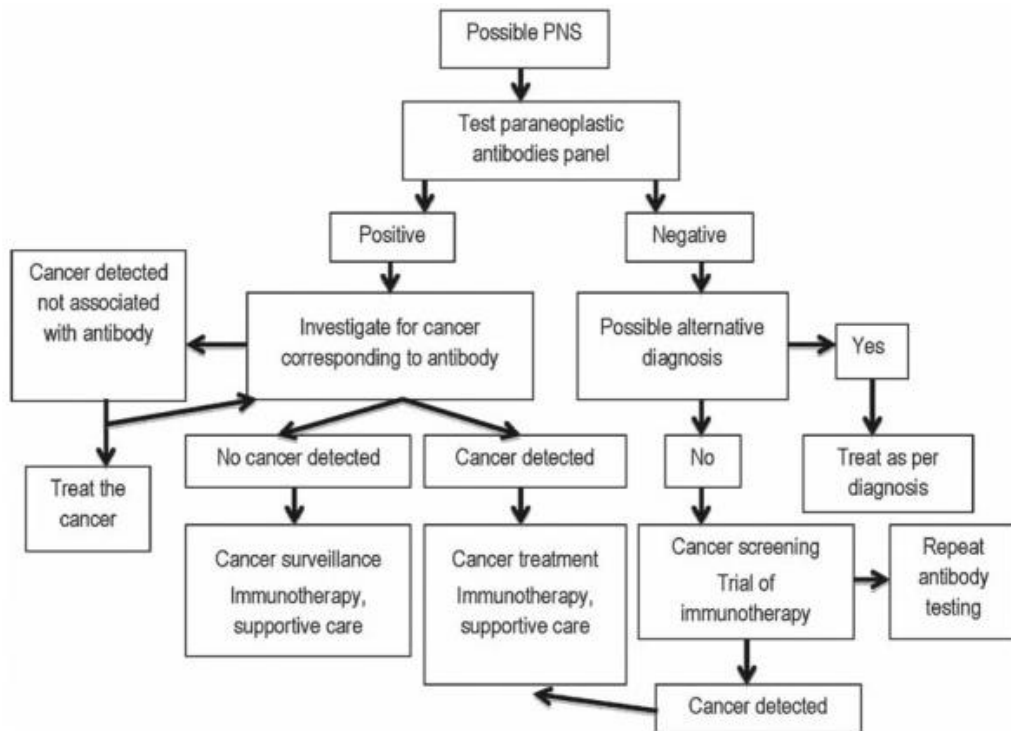 Possible PNS
Test paraneoplastic
antibodies panel
Positive
Negative
Cancer detected
not associated
with antibody
Investigate for cancer
corresponding to antibody
Possible alternative
diagnosis
Yes
No cancer detected
Cancer detected
No
Treat as per
diagnosis
Treat the
cancer
Cancer surveillance
Immunotherapy,
supportive care
Cancer treatment
Immunotherapy,
supportive care
Cancer screening
Trial of
immunotherapy
Repeat
antibody
testing
Cancer detected